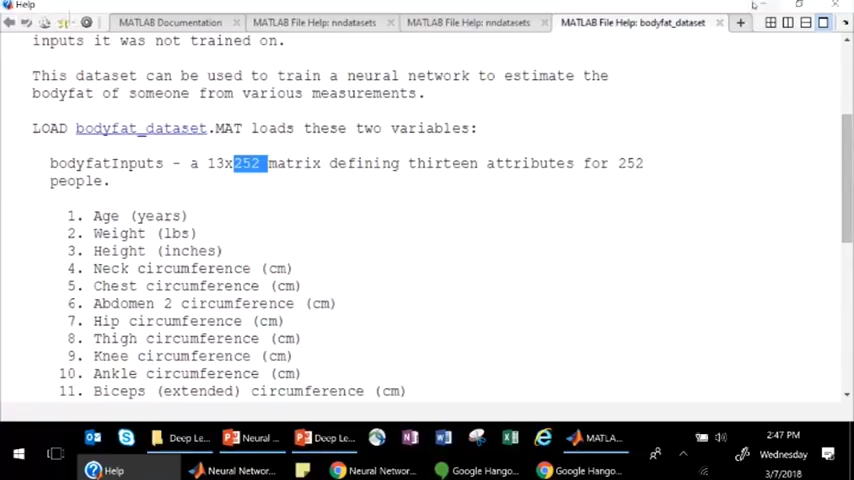 Help
MATLAB Documentation
MATLAB File Help: nndatasets
MATLAB File Help: nndatasets
MATLAB File Help: bodyfat_dataset
inputs it was not trained on.
This dataset can be used to train a neural network to estimate the
bodyfat of someone from various measurements.
LOAD bodyfat_dataset.MAT loads these two variables:
bodyfatInputs - a 13x252 matrix defining thirteen attributes for 252
people.
1. Age (years)
2. Weight (lbs)
3. Height (inches)
4. Neck circumference (cm)
5. Chest circumference (cm)
6. Abdomen 2 circumference (cm)
7. Hip circumference (cm)
8. Thigh circumference (cm)
9. Knee circumference (cm)
10. Ankle circumference (cm)
11. Biceps (extended) circumference (cm)
Deep Le...
Neural ...
Deep Le...
MATLA...
2:47 PM
Wednesday
3/7/2018
Help
Neural Networ...
Neural Networ...
Google Hango...
Google Hango...